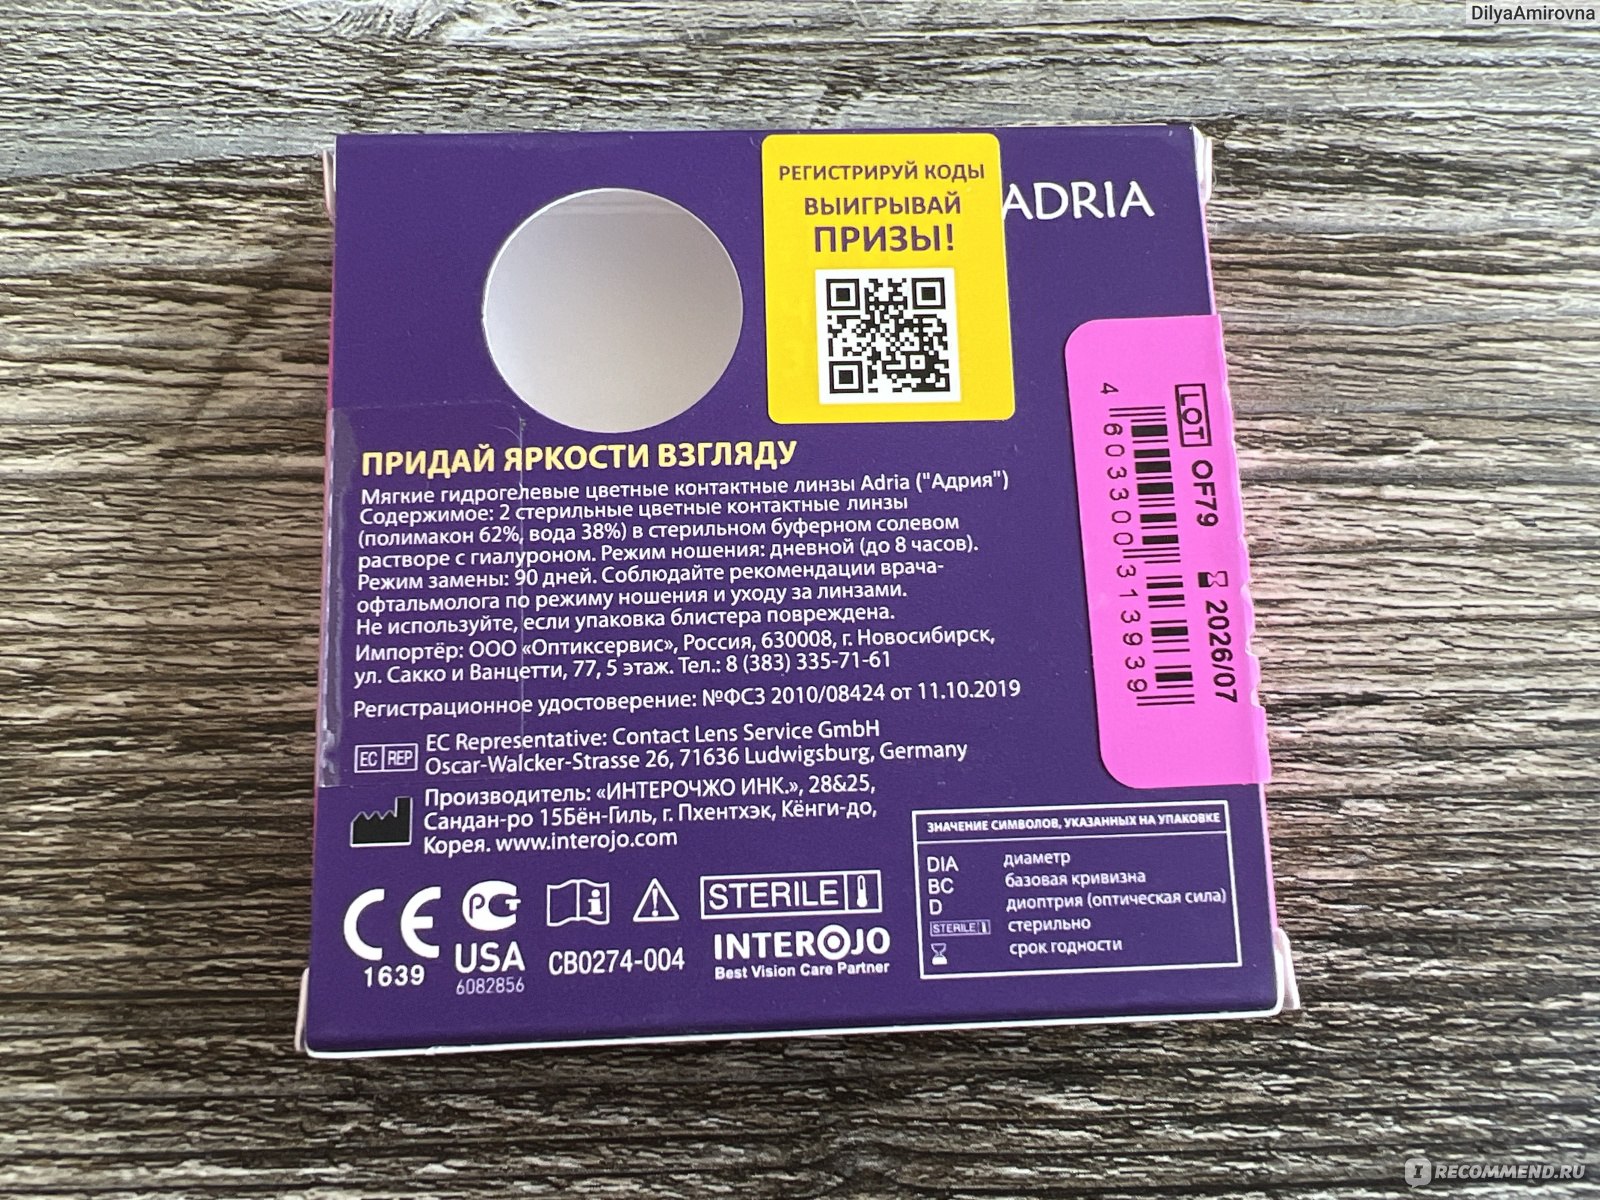 DilyaAmirovna
РЕГИСТРИРУЙ КОДЫ
ВЫИГРЫВАЙ
ПРИЗЫ!
ADRIA
LOT OF79
2026/07
4 603300 313939
ПРИДАЙ ЯРКОСТИ ВЗГЛЯДУ
Мягкие гидрогелевые цветные контактные линзы Adria ("Адрия")
Содержимое: 2 стерильные цветные контактные линзы
(полимакон 62%, вода 38%) в стерильном буферном солевом
растворе с гиалуроном. Режим ношения: дневной (до 8 часов).
Режим замены: 90 дней. Соблюдайте рекомендации врача-
офтальмолога по режиму ношения и уходу за линзами.
Не используйте, если упаковка блистера повреждена.
Импортёр: ООО «Оптиксервис», Россия, 630008, г. Новосибирск,
ул. Сакко и Ванцетти, 77, 5 этаж. Тел.: 8 (383) 335-71-61
Регистрационное удостоверение: №ФСЗ 2010/08424 от 11.10.2019
EC REP
EC Representative: Contact Lens Service GmbH
Oscar-Walcker-Strasse 26, 71636 Ludwigsburg, Germany
Производитель: «ИНТЕРОЧЖО ИНК.», 28&25,
Сандан-ро 15Бён-Гиль, г. Пхентхэк, Кёнги-до,
Корея. www.interojo.com
CE
1639
РСТ
USA
6082856
CB0274-004
STERILE
INTEROJO
Best Vision Care Partner
ЗНАЧЕНИЕ СИМВОЛОВ, УКАЗАННЫХ НА УПАКОВКЕ
DIA диаметр
BC базовая кривизна
D диоптрия (оптическая сила)
STERILE стерильно
срок годности
RECOMMEND.RU